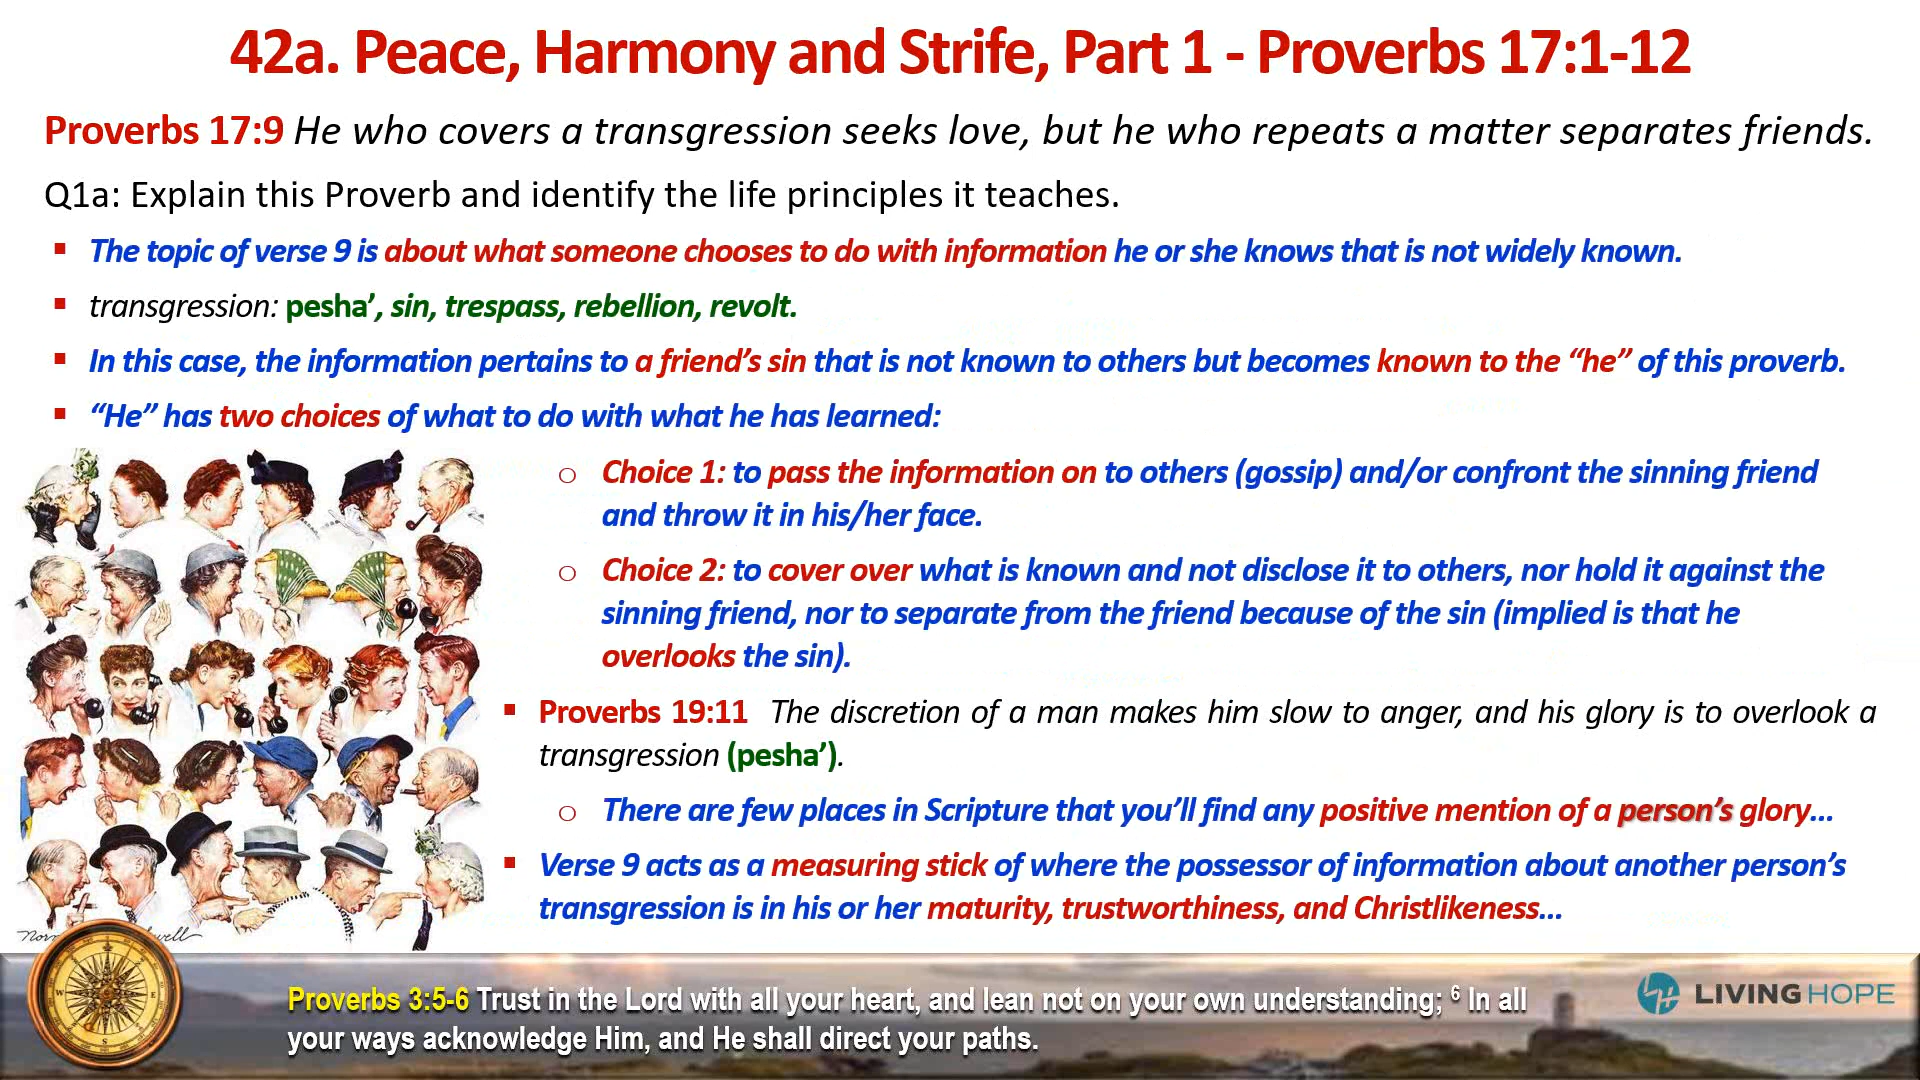 42a. Peace, Harmony and Strife, Part 1 - Proverbs 17:1-12
Proverbs 17:9 He who covers a transgression seeks love, but he who repeats a matter separates friends.
Q1a: Explain this Proverb and identify the life principles it teaches.
▪ The topic of verse 9 is about what someone chooses to do with information he or she knows that is not widely known.
▪ transgression: pesha’, sin, trespass, rebellion, revolt.
▪ In this case, the information pertains to a friend’s sin that is not known to others but becomes known to the “he” of this proverb.
▪ “He” has two choices of what to do with what he has learned:
o Choice 1: to pass the information on to others (gossip) and/or confront the sinning friend
and throw it in his/her face.
o Choice 2: to cover over what is known and not disclose it to others, nor hold it against the
sinning friend, nor to separate from the friend because of the sin (implied is that he
overlooks the sin).
▪ Proverbs 19:11 The discretion of a man makes him slow to anger, and his glory is to overlook a
transgression (pesha’).
o There are few places in Scripture that you’ll find any positive mention of a person’s glory...
▪ Verse 9 acts as a measuring stick of where the possessor of information about another person’s
transgression is in his or her maturity, trustworthiness, and Christlikeness...
Proverbs 3:5-6 Trust in the Lord with all your heart, and lean not on your own understanding; 6 In all
your ways acknowledge Him, and He shall direct your paths.
LIVING HOPE